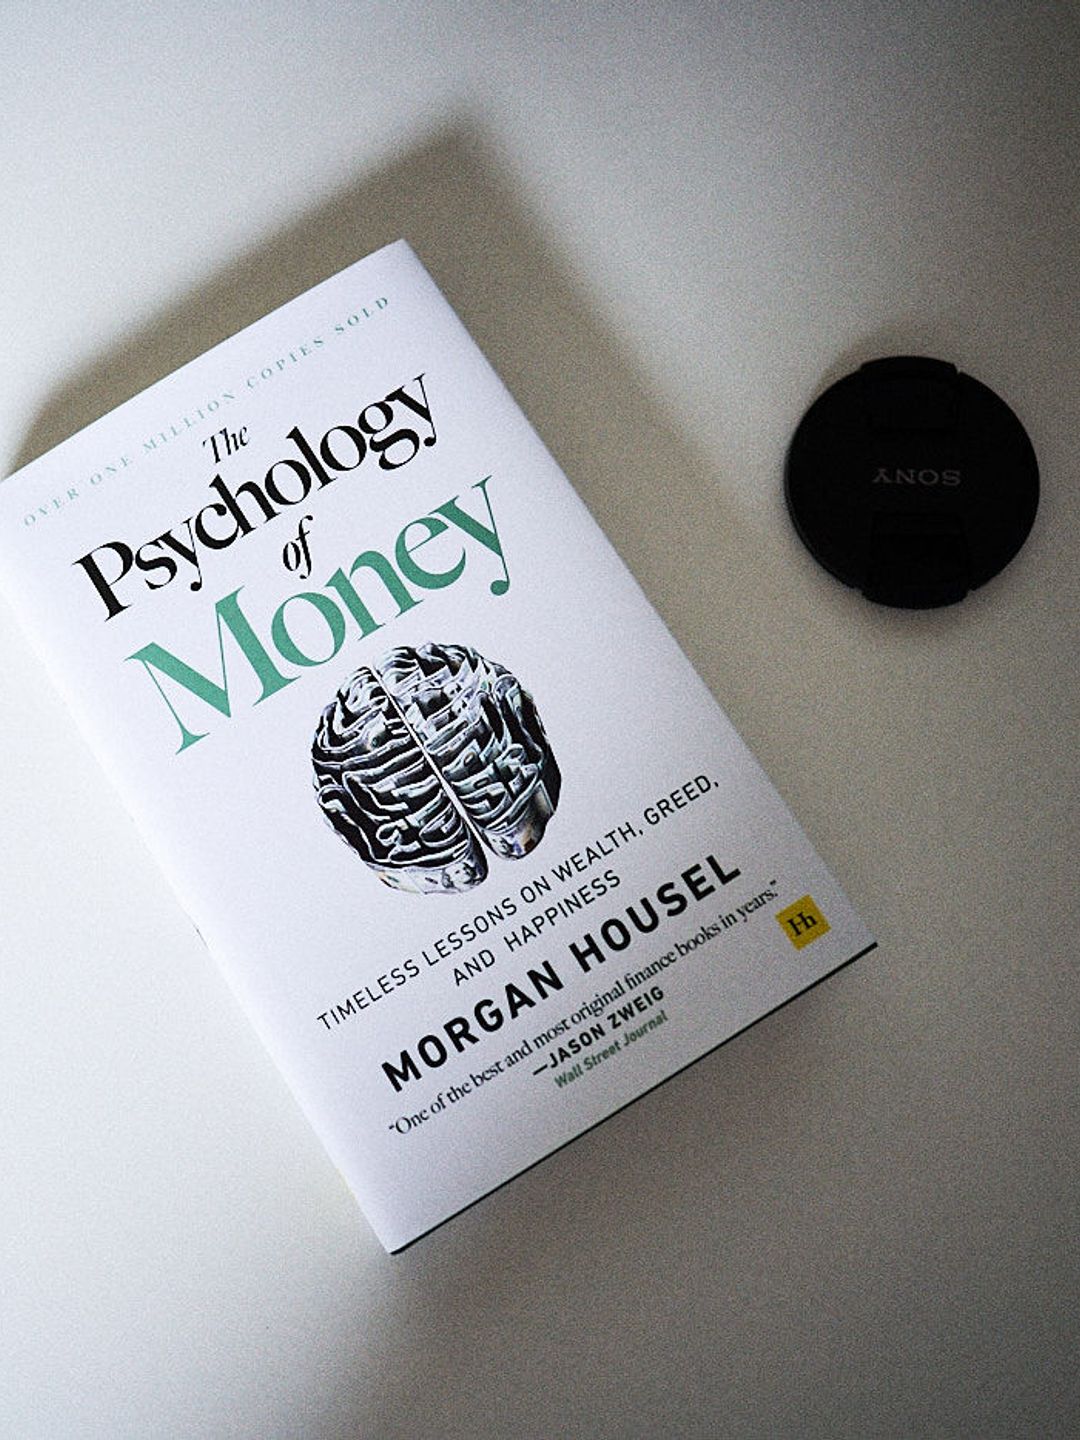 OVER ONE MILLION COPIES SOLD
The
Psychology
of
Money
TIMELESS LESSONS ON WEALTH, GREED,
AND HAPPINESS
MORGAN HOUSEL
Hh
“One of the best and most original finance books in years.”
—JASON ZWEIG
Wall Street Journal
SONY